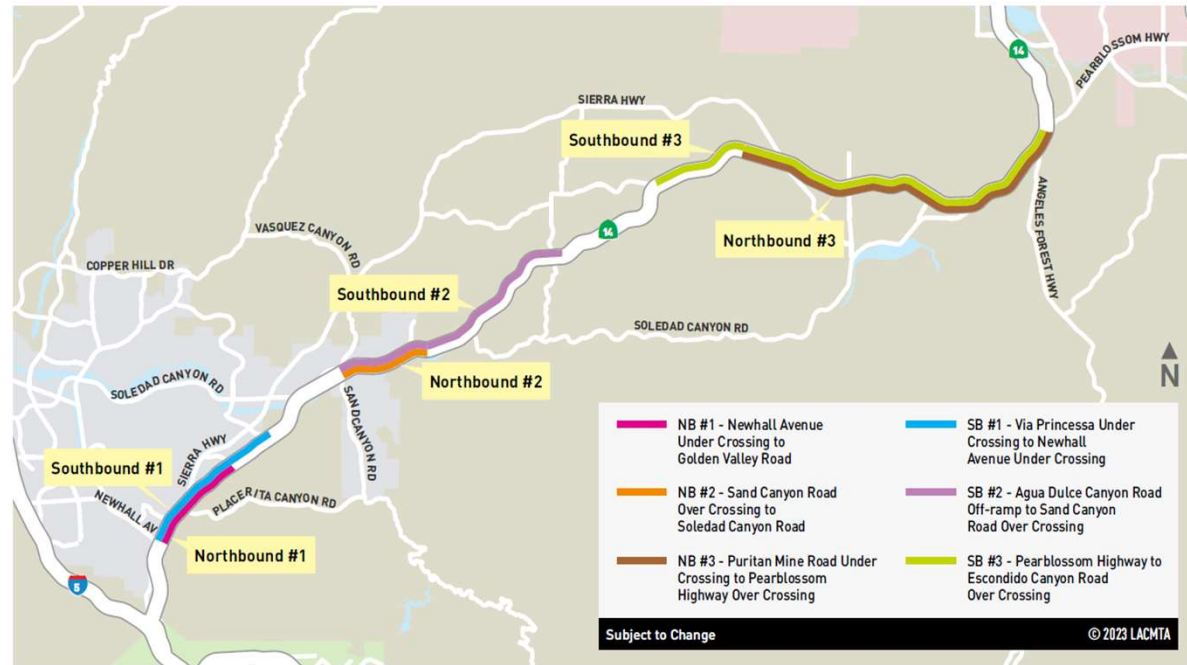 14
PEARBLOSSOM HWY
SIERRA HWY
Southbound #3
ANGELES FOREST HWY
VASQUEZ CANYON RD
14
Northbound #3
COPPER HILL DR
Southbound #2
SOLEDAD CANYON RD
N
Northbound #2
SOLEDAD CANYON RD
SAND CANYON RD
SIERRA HWY
Southbound #1
PLACERITA CANYON RD
NEWHALL AV
Northbound #1
5
NB #1 - Newhall Avenue
Under Crossing to
Golden Valley Road
NB #2 - Sand Canyon Road
Over Crossing to
Soledad Canyon Road
NB #3 - Puritan Mine Road Under
Crossing to Pearblossom
Highway Over Crossing
SB #1 - Via Princessa Under
Crossing to Newhall
Avenue Under Crossing
SB #2 - Agua Dulce Canyon Road
Off-ramp to Sand Canyon
Road Over Crossing
SB #3 - Pearblossom Highway to
Escondido Canyon Road
Over Crossing
Subject to Change
© 2023 LACMTA